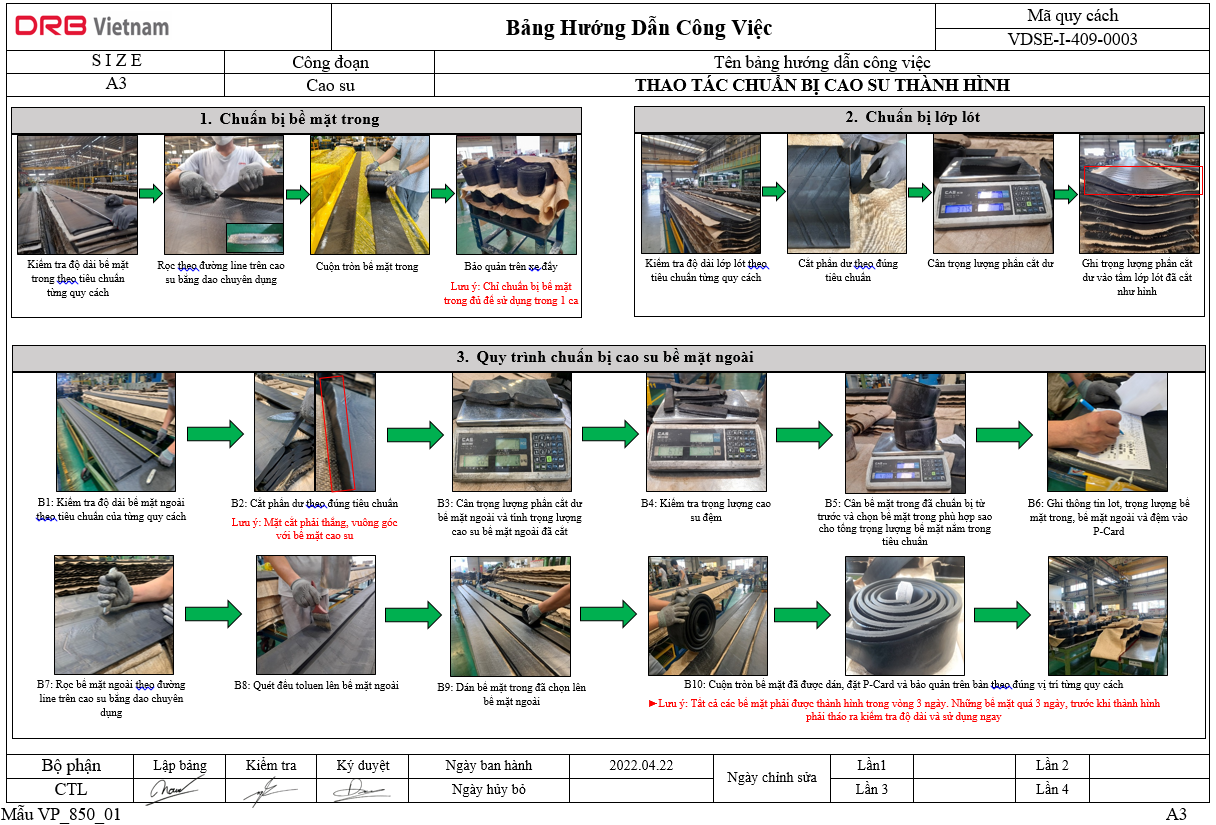 DRB Vietnam
Bảng Hướng Dẫn Công Việc
Mã quy cách
VDSE-I-409-0003
S I Z E
Công đoạn
Tên bảng hướng dẫn công việc
A3
Cao su
THAO TÁC CHUẨN BỊ CAO SU THÀNH HÌNH
1. Chuẩn bị bề mặt trong
Kiểm tra độ dài bề mặt
trong theo tiêu chuẩn
từng quy cách
Rọc theo đường line trên cao
su bằng dao chuyên dụng
Cuộn tròn bề mặt trong
Bảo quản trên xe đẩy
Lưu ý: Chỉ chuẩn bị bề mặt
trong đủ để sử dụng trong 1 ca
2. Chuẩn bị lớp lót
Kiểm tra độ dài lớp lót theo
tiêu chuẩn từng quy cách
Cắt phần dư theo đúng
tiêu chuẩn
Cân trọng lượng phần cắt dư
Ghi trọng lượng phần cắt
dư vào tấm lớp lót đã cắt
như hình
3. Quy trình chuẩn bị cao su bề mặt ngoài
B1: Kiểm tra độ dài bề mặt ngoài
theo tiêu chuẩn của từng quy cách
B2: Cắt phần dư theo đúng tiêu chuẩn
Lưu ý: Mặt cắt phải thẳng, vuông góc
với bề mặt cao su
CAS
B3: Cân trọng lượng phần cắt dư
bề mặt ngoài và tính trọng lượng
cao su bề mặt ngoài đã cắt
CAS
B4: Kiểm tra trọng lượng cao
su đệm
B5: Cân bề mặt trong đã chuẩn bị từ
trước và chọn bề mặt trong phù hợp sao
cho tổng trọng lượng bề mặt nằm trong
tiêu chuẩn
B6: Ghi thông tin lot, trọng lượng bề
mặt trong, bề mặt ngoài và đệm vào
P-Card
B7: Rọc bề mặt ngoài theo đường
line trên cao su bằng dao chuyên
dụng
B8: Quét đều toluen lên bề mặt ngoài
B9: Dán bề mặt trong đã chọn lên
bề mặt ngoài
B10: Cuộn tròn bề mặt đã được dán, đặt P-Card và bảo quản trên bàn theo đúng vị trí từng quy cách
►Lưu ý: Tất cả các bề mặt phải được thành hình trong vòng 3 ngày. Những bề mặt quá 3 ngày, trước khi thành hình
phải tháo ra kiểm tra độ dài và sử dụng ngay
Bộ phận
Lập bảng
Kiểm tra
Ký duyệt
Ngày ban hành
2022.04.22
Ngày chỉnh sửa
Lần1
Lần 2
CTL
Ngày hủy bỏ
Lần 3
Lần 4
Mẫu VP_850_01
A3